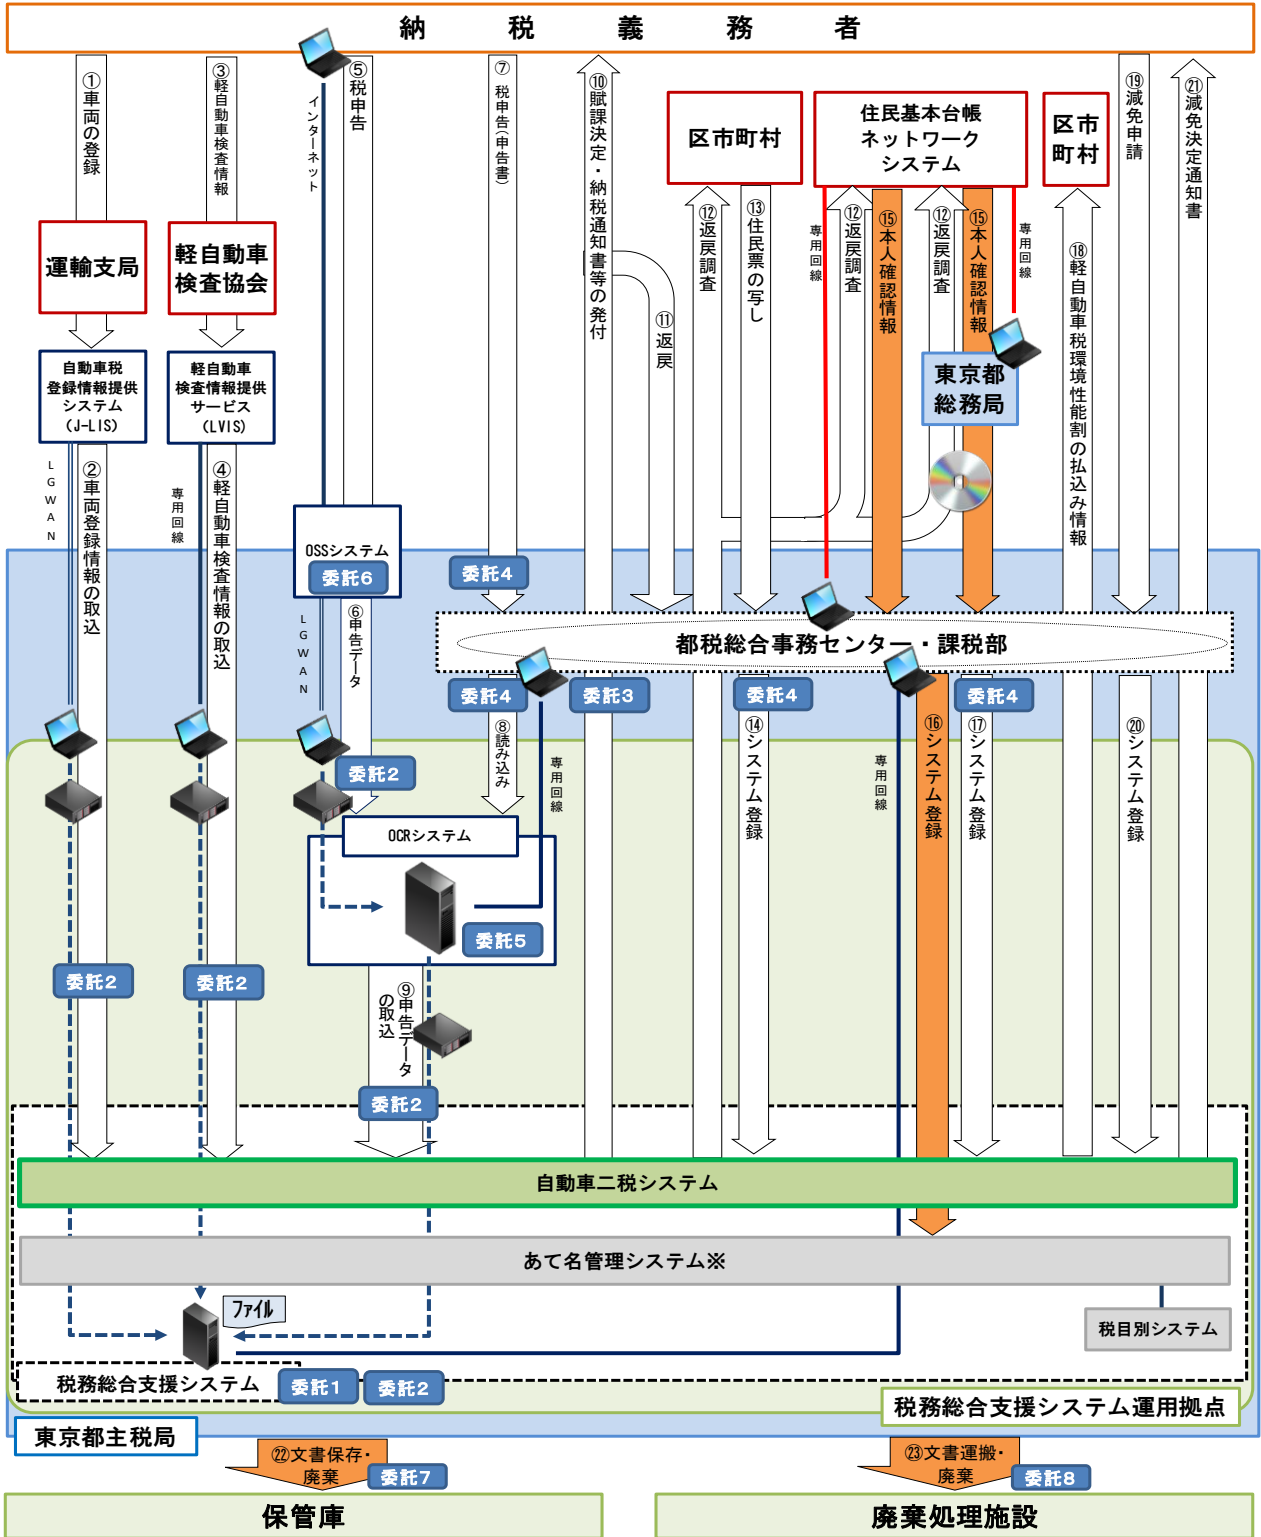 納税義務者
①車両の登録
③軽自動車検査情報
インターネット
⑤税申告
⑦税申告(申告書)
⑩賦課決定・納税通知書等の発付
区市町村
住民基本台帳
ネットワーク
システム
区市
町村
⑲減免申請
㉑減免決定通知書
運輸支局
軽自動車
検査協会
⑪返戻
⑫返戻調査
⑬住民票の写し
専用回線
⑫返戻調査
⑮本人確認情報
⑫返戻調査
⑮本人確認情報
専用回線
⑱軽自動車税環境性能割の払込み情報
自動車税
登録情報提供
システム
(J-LIS)
軽自動車
検査情報提供
サービス
(LVIS)
東京都
総務局
LGWAN
②車両登録情報の取込
専用回線
④軽自動車検査情報の取込
OSSシステム
委託6
委託4
LGWAN
⑥申告データ
都税総合事務センター・課税部
委託4
委託3
委託4
委託4
⑧読み込み
専用回線
⑭システム登録
専用回線
⑯システム登録
⑰システム登録
⑳システム登録
委託2
OCRシステム
委託5
委託2
委託2
⑨申告データ
の取込
委託2
自動車二税システム
あて名管理システム※
ファイル
税目別システム
税務総合支援システム
委託1
委託2
税務総合支援システム運用拠点
東京都主税局
㉒文書保存・
廃棄
委託7
㉓文書運搬・
廃棄
委託8
保管庫
廃棄処理施設